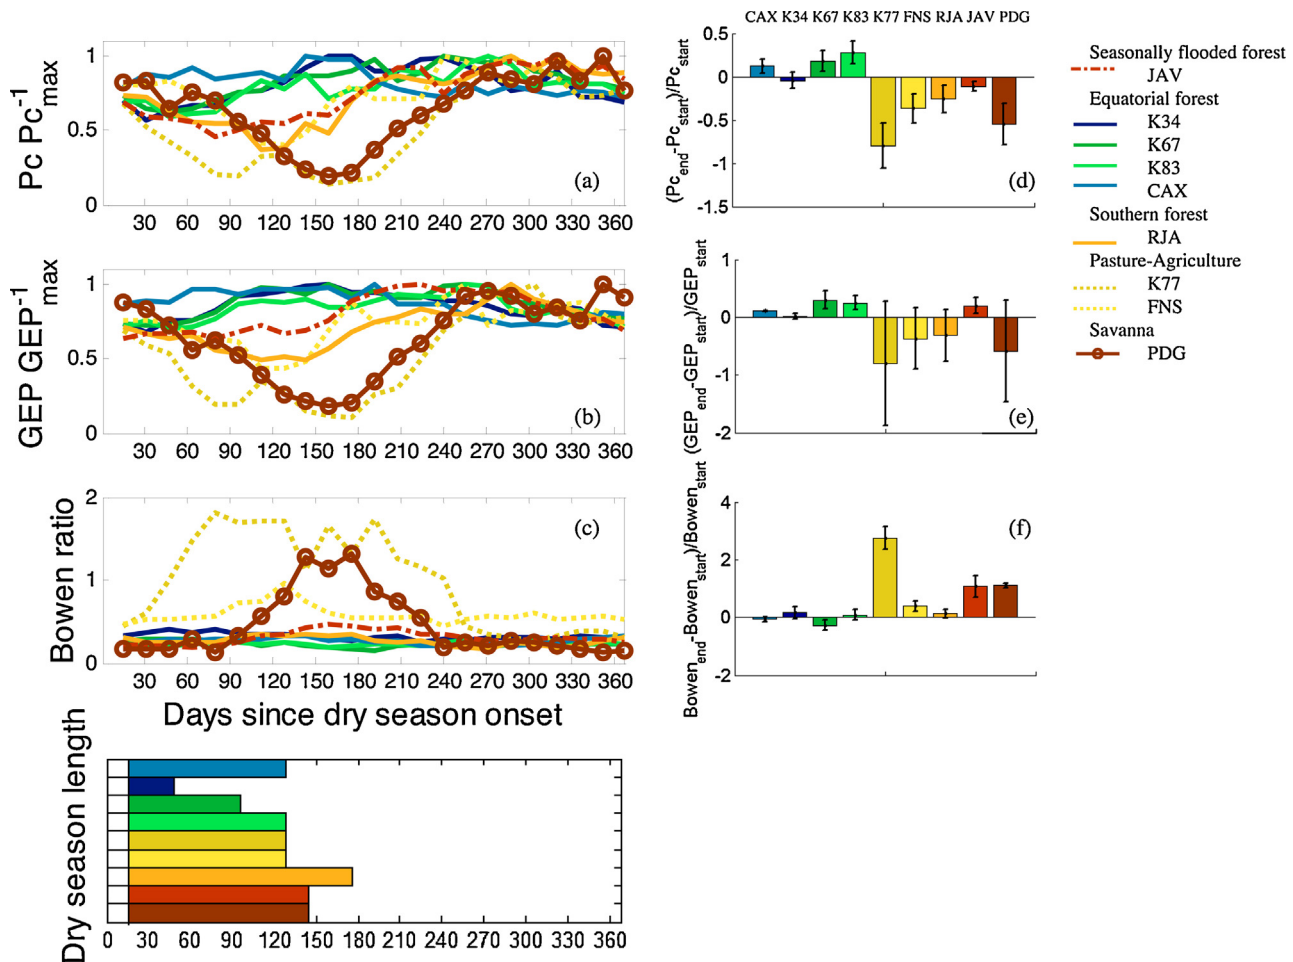 Pc Pc⁻¹max
1
0.5
0
30 60 90 120 150 180 210 240 270 300 330 360
(a)
GEP GEP⁻¹max
1
0.5
0
30 60 90 120 150 180 210 240 270 300 330 360
(b)
Bowen ratio
2
1
0
30 60 90 120 150 180 210 240 270 300 330 360
(c)
Days since dry season onset
Dry season length
0 30 60 90 120 150 180 210 240 270 300 330 360
CAX K34 K67 K83 K77 FNS RJA JAV PDG
(Pcend-Pcstart)/Pcstart
0.5
0
-0.5
-1
-1.5
(d)
(GEPend-GEPstart)/GEPstart
1
0
-1
-2
(e)
Bowenend-Bowenstart)/Bowenstart
4
2
0
-2
(f)
Seasonally flooded forest
JAV
Equatorial forest
K34
K67
K83
CAX
Southern forest
RJA
Pasture-Agriculture
K77
FNS
Savanna
PDG